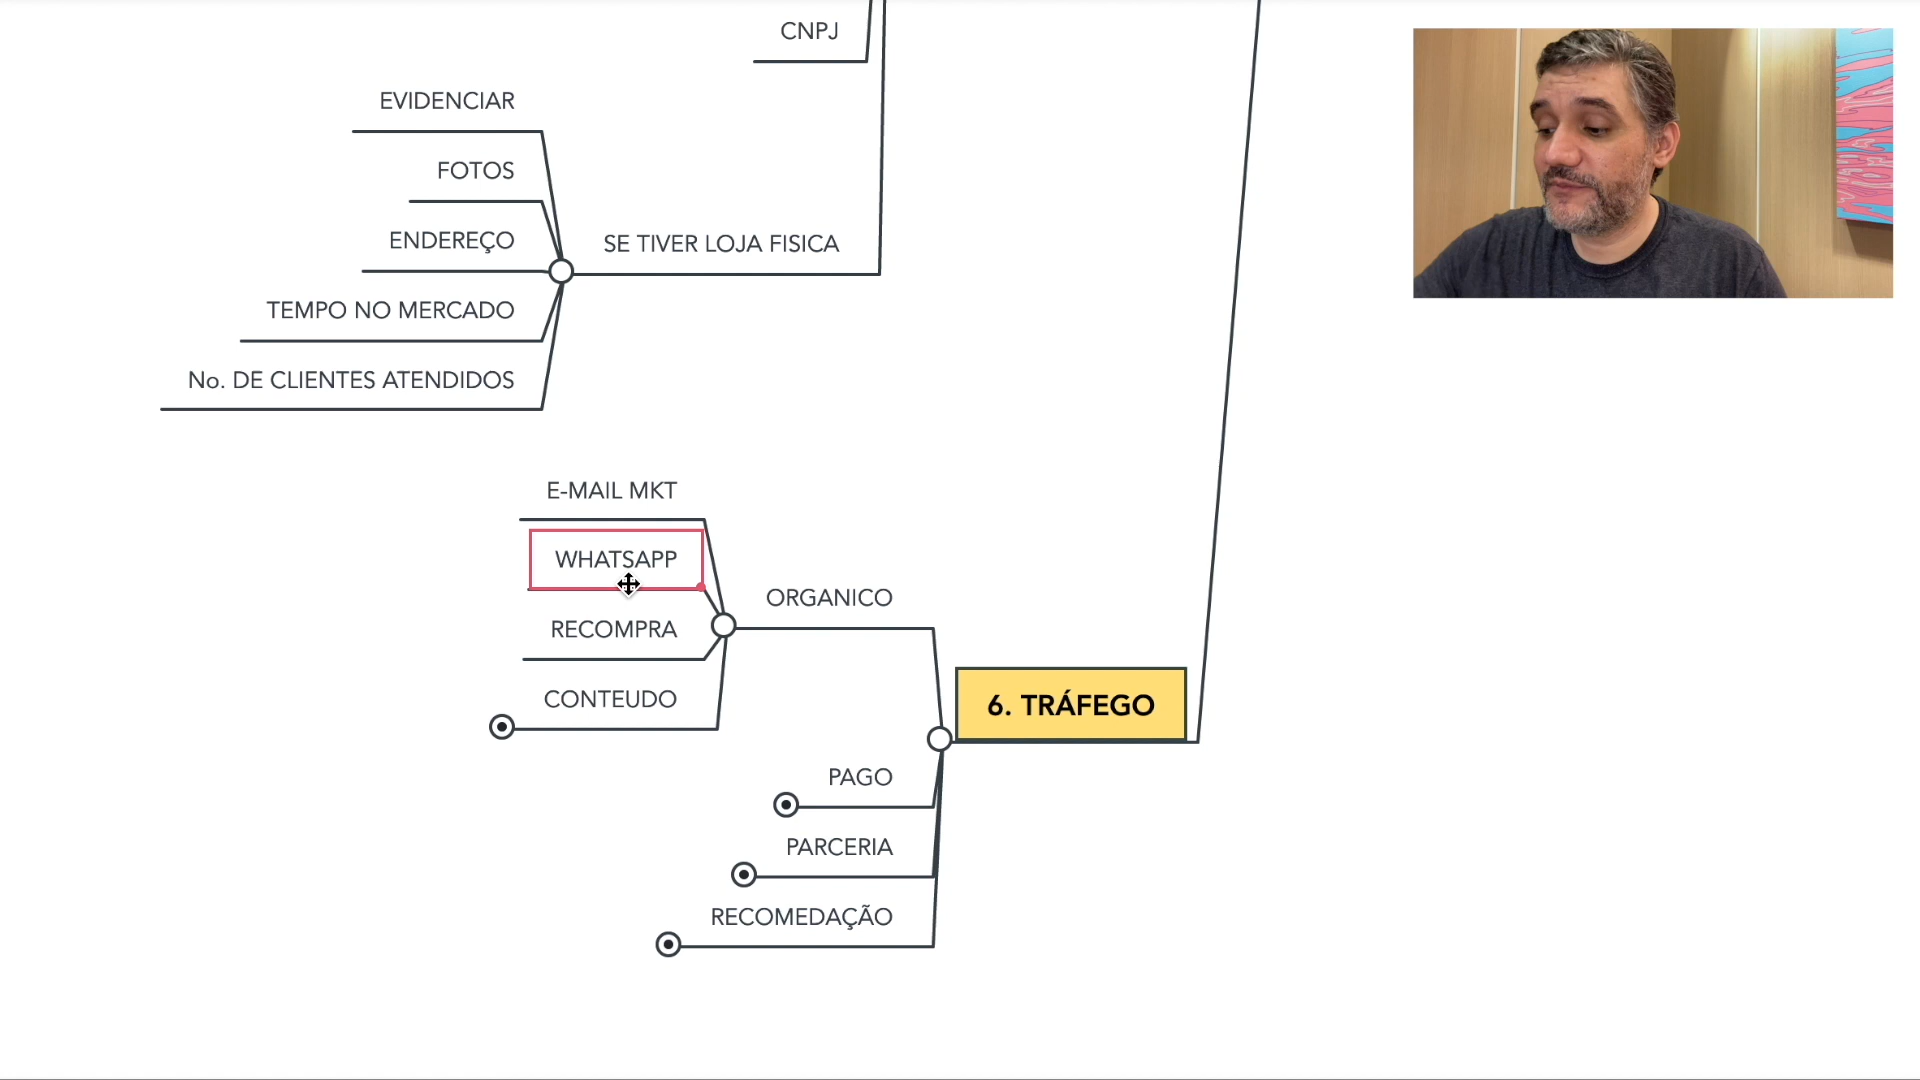 CNPJ
EVIDENCIAR
FOTOS
ENDEREÇO
SE TIVER LOJA FISICA
TEMPO NO MERCADO
No. DE CLIENTES ATENDIDOS
E-MAIL MKT
WHATSAPP
ORGANICO
RECOMPRA
CONTEUDO
6. TRÁFEGO
PAGO
PARCERIA
RECOMEDAÇÃO